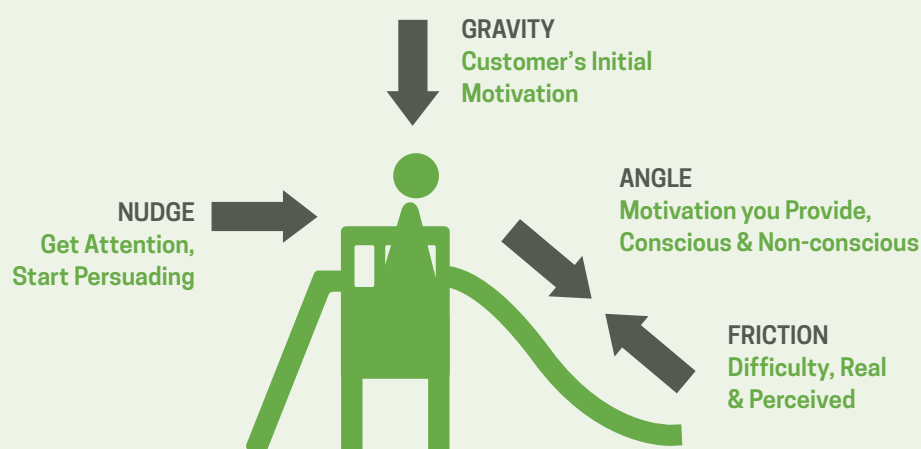 GRAVITY
Customer's Initial
Motivation
NUDGE
Get Attention,
Start Persuading
ANGLE
Motivation you Provide,
Conscious & Non-conscious
FRICTION
Difficulty, Real
& Perceived